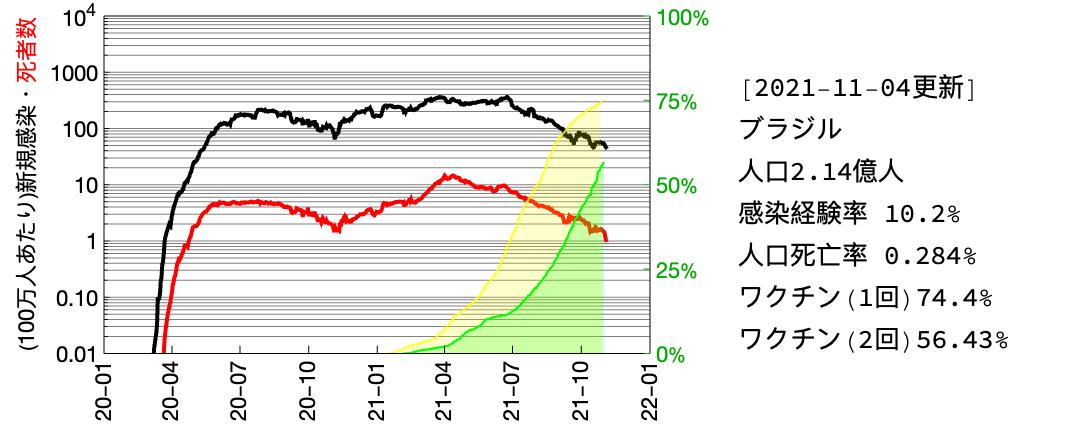 (100万人あたり)新規感染・死者数
10^4
1000
100
10
1
0.10
0.01
100%
75%
50%
25%
0%
20-01
20-04
20-07
20-10
21-01
21-04
21-07
21-10
22-01
[2021-11-04更新]
ブラジル
人口2.14億人
感染経験率 10.2%
人口死亡率 0.284%
ワクチン(1回)74.4%
ワクチン(2回)56.43%